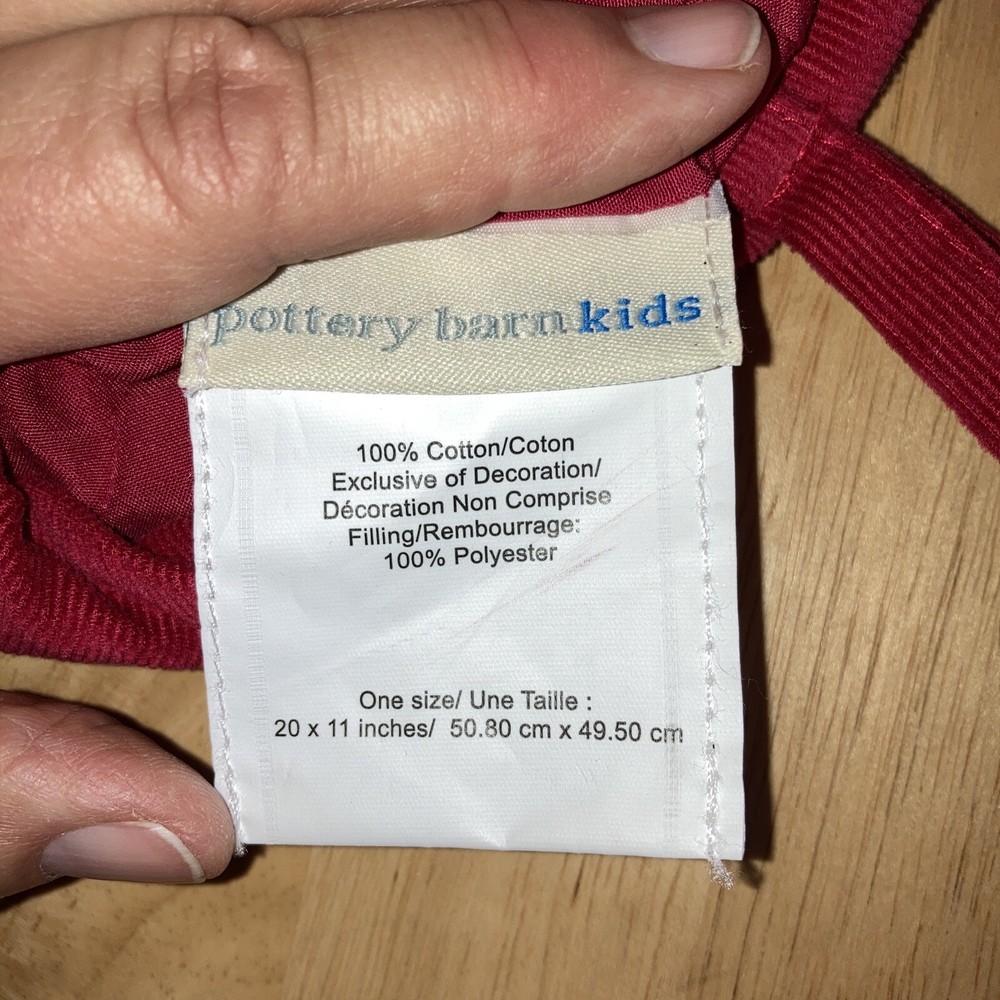 pottery barn kids
100% Cotton/Coton
Exclusive of Decoration/
Décoration Non Comprise
Filling/Rembourrage:
100% Polyester
One size/ Une Taille :
20 x 11 inches/ 50.80 cm x 49.50 cm